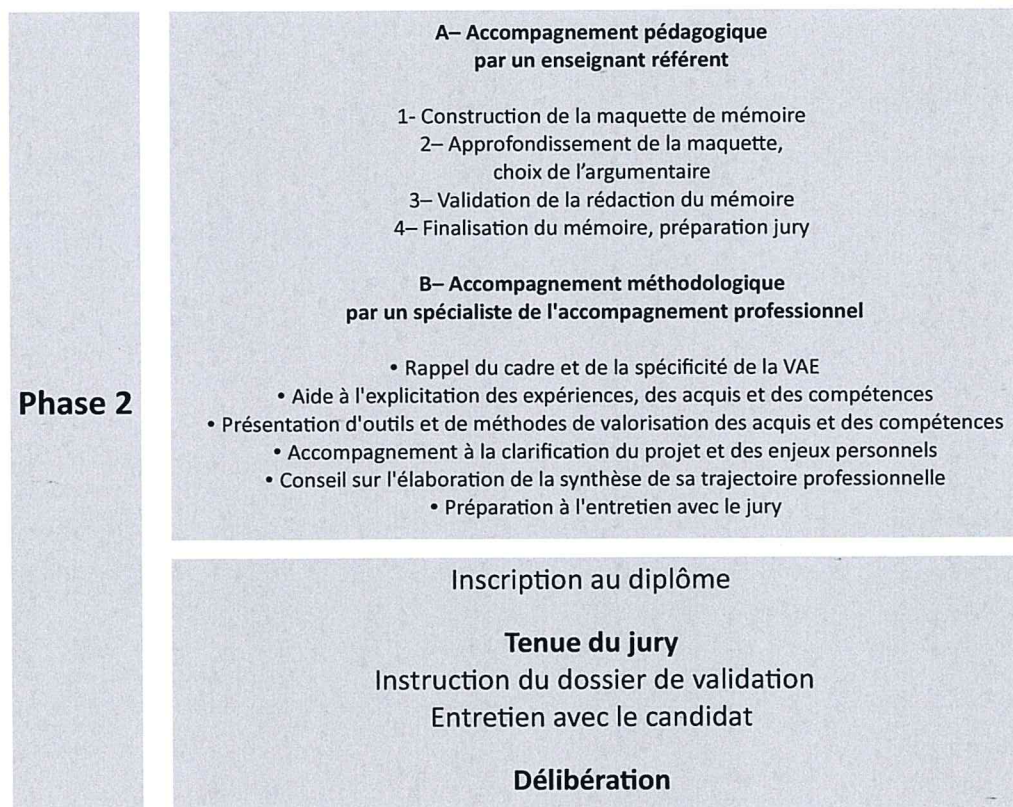 Phase 2
A– Accompagnement pédagogique
par un enseignant référent
1- Construction de la maquette de mémoire
2– Approfondissement de la maquette,
choix de l'argumentaire
3– Validation de la rédaction du mémoire
4– Finalisation du mémoire, préparation jury
B– Accompagnement méthodologique
par un spécialiste de l'accompagnement professionnel
• Rappel du cadre et de la spécificité de la VAE
• Aide à l'explicitation des expériences, des acquis et des compétences
• Présentation d'outils et de méthodes de valorisation des acquis et des compétences
• Accompagnement à la clarification du projet et des enjeux personnels
• Conseil sur l'élaboration de la synthèse de sa trajectoire professionnelle
• Préparation à l'entretien avec le jury
Inscription au diplôme
Tenue du jury
Instruction du dossier de validation
Entretien avec le candidat
Délibération